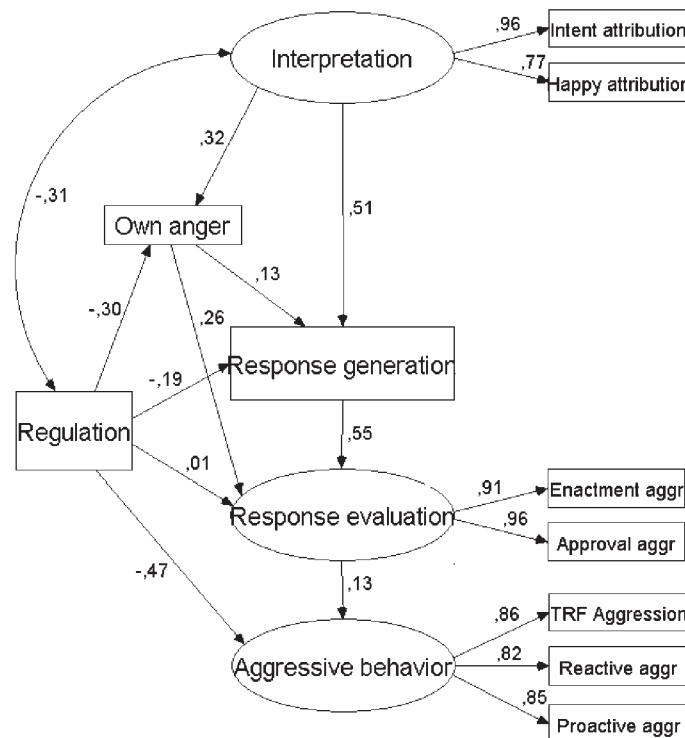 ,96
Intent attribution
Interpretation
,77
Happy attribution
,32
-,31
,51
Own anger
,13
-,30
,26
Response generation
-,19
Regulation
,55
,01
,91
Enactment aggr
Response evaluation
,96
Approval aggr
-,47
,13
,86
TRF Aggression
Aggressive behavior
,82
Reactive aggr
,85
Proactive aggr